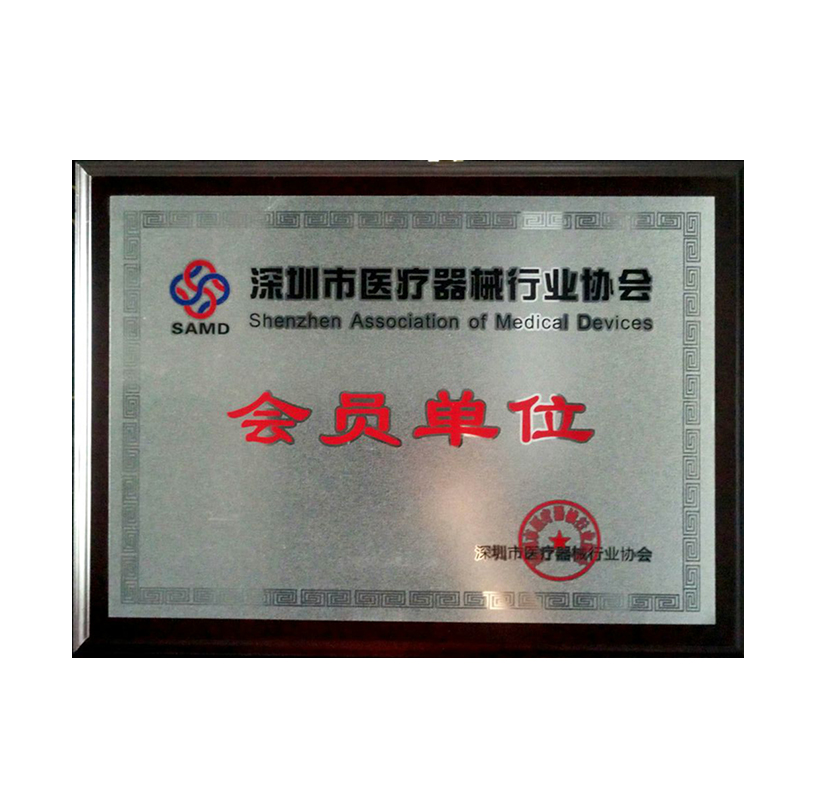 深圳市医疗器械行业协会
SAMD
Shenzhen Association of Medical Devices
会员单位
深圳市医疗器械行业协会